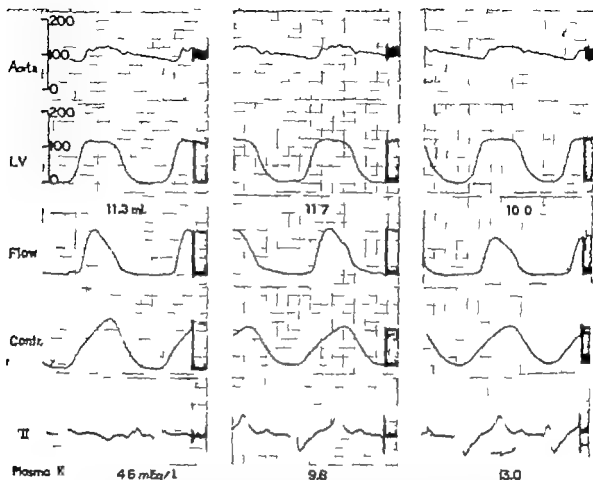 200
Aorta
100
0
200
LV
100
0
11.3 mL 11.7 10.0
Flow
Contr.
II
Plasma K 4.6 mEq/L 9.8 13.0